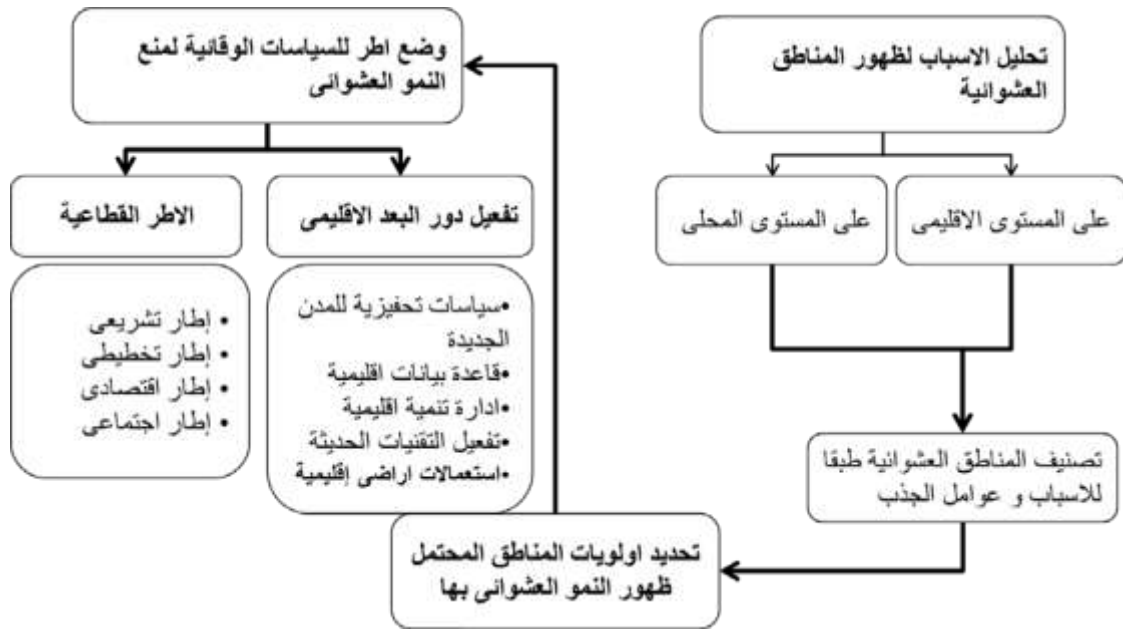 تحليل الاسباب لظهور المناطق
العشوائية
على المستوى الاقليمى
على المستوى المحلى
تصنيف المناطق العشوائية طبقا
للاسباب و عوامل الجذب
تحديد اولويات المناطق المحتمل
ظهور النمو العشوائى بها
وضع اطر للسياسات الوقائية لمنع
النمو العشوائى
تفعيل دور البعد الاقليمى
•سياسات تحفيزية للمدن
الجديدة
•قاعدة بيانات اقليمية
•ادارة تنمية اقليمية
•تفعيل التقنيات الحديثة
•استعمالات اراضى إقليمية
الاطر القطاعية
• إطار تشريعى
• إطار تخطيطى
• إطار اقتصادى
• إطار اجتماعى